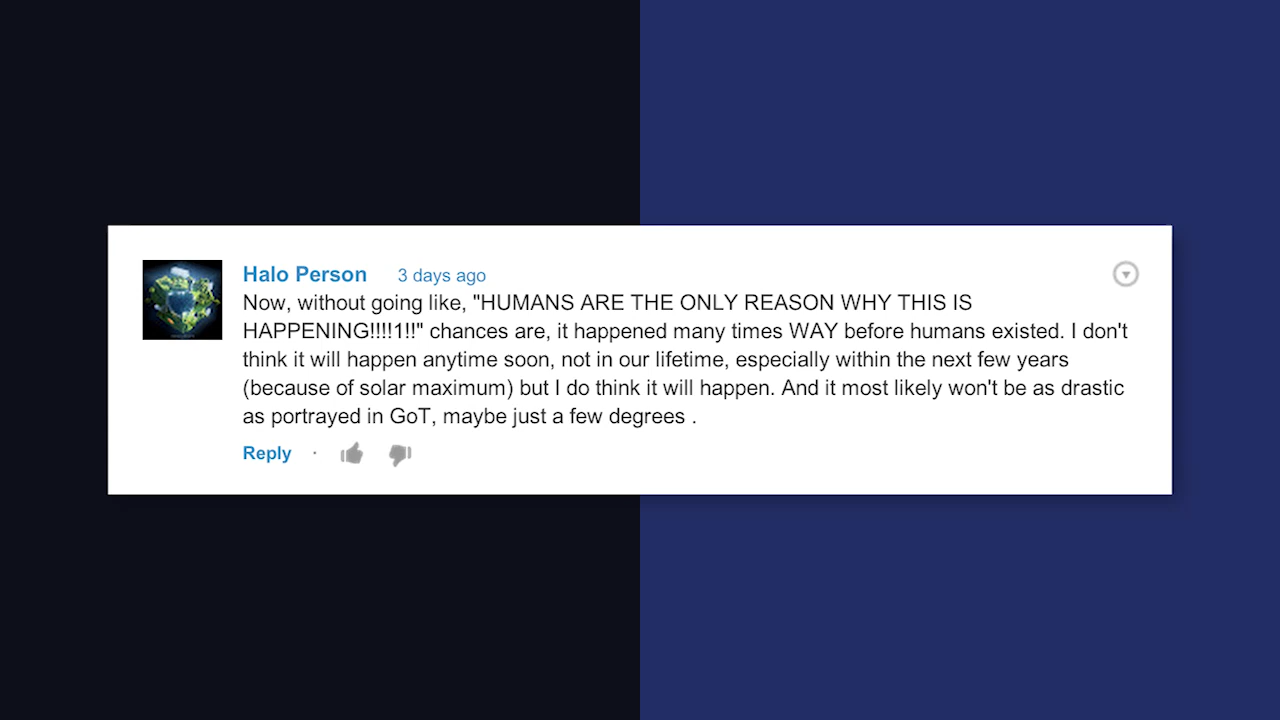 Halo Person 3 days ago
Now, without going like, "HUMANS ARE THE ONLY REASON WHY THIS IS
HAPPENING!!!!1!!" chances are, it happened many times WAY before humans existed. I don't
think it will happen anytime soon, not in our lifetime, especially within the next few years
(because of solar maximum) but I do think it will happen. And it most likely won't be as drastic
as portrayed in GoT, maybe just a few degrees .
Reply ·